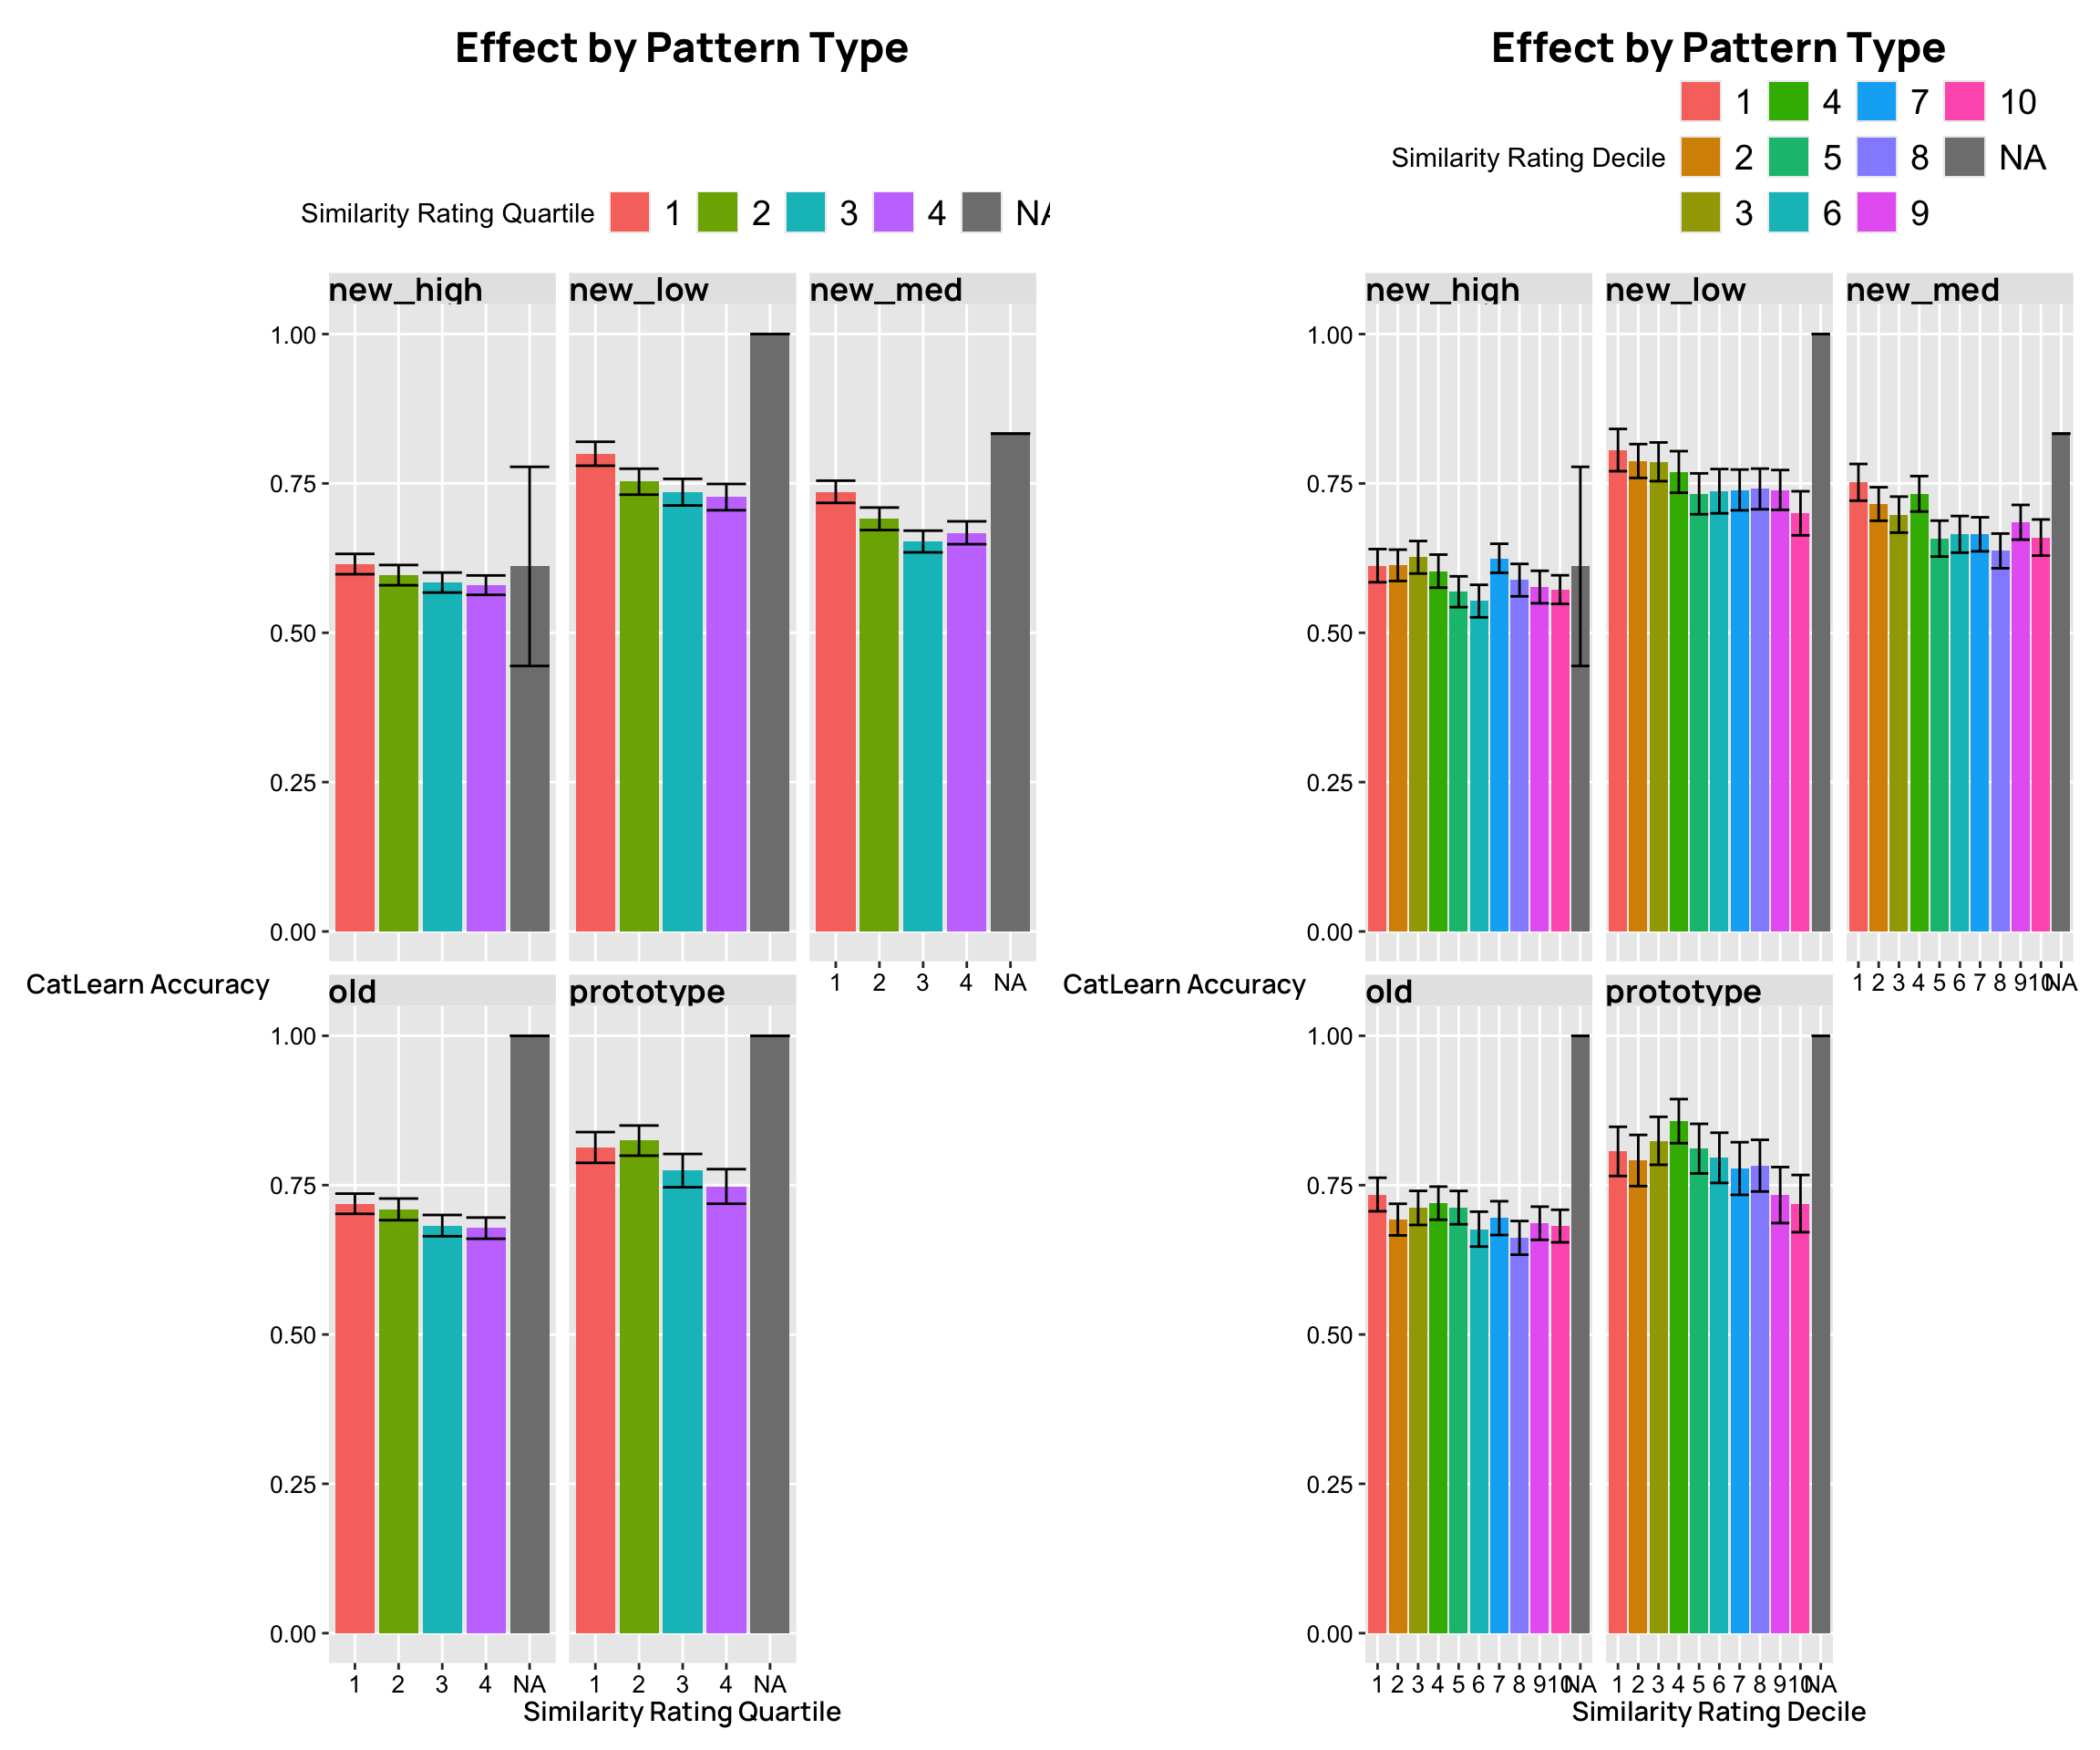 Effect by Pattern Type
Similarity Rating Quartile 1 2 3 4 NA
new_high new_low new_med
1.00
0.75
0.50
0.25
0.00
1 2 3 4 NA
CatLearn Accuracy
old prototype
1.00
0.75
0.50
0.25
0.00
1 2 3 4 NA 1 2 3 4 NA
Similarity Rating Quartile
Effect by Pattern Type
1 4 7 10
Similarity Rating Decile 2 5 8 NA
3 6 9
new_high new_low new_med
1.00
0.75
0.50
0.25
0.00
1 2 3 4 5 6 7 8 9 10 NA
CatLearn Accuracy
old prototype
1.00
0.75
0.50
0.25
0.00
1 2 3 4 5 6 7 8 9 10 NA 1 2 3 4 5 6 7 8 9 10 NA
Similarity Rating Decile